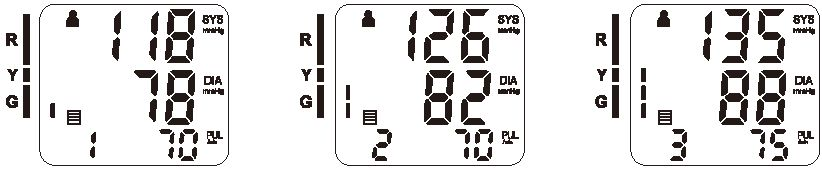 R 118 SYS mmHg
Y 78 DIA mmHg
G
1 70 PUL /min
R 126 SYS mmHg
Y 82 DIA mmHg
G
2 70 PUL /min
R 135 SYS mmHg
Y 88 DIA mmHg
G
3 75 PUL /min